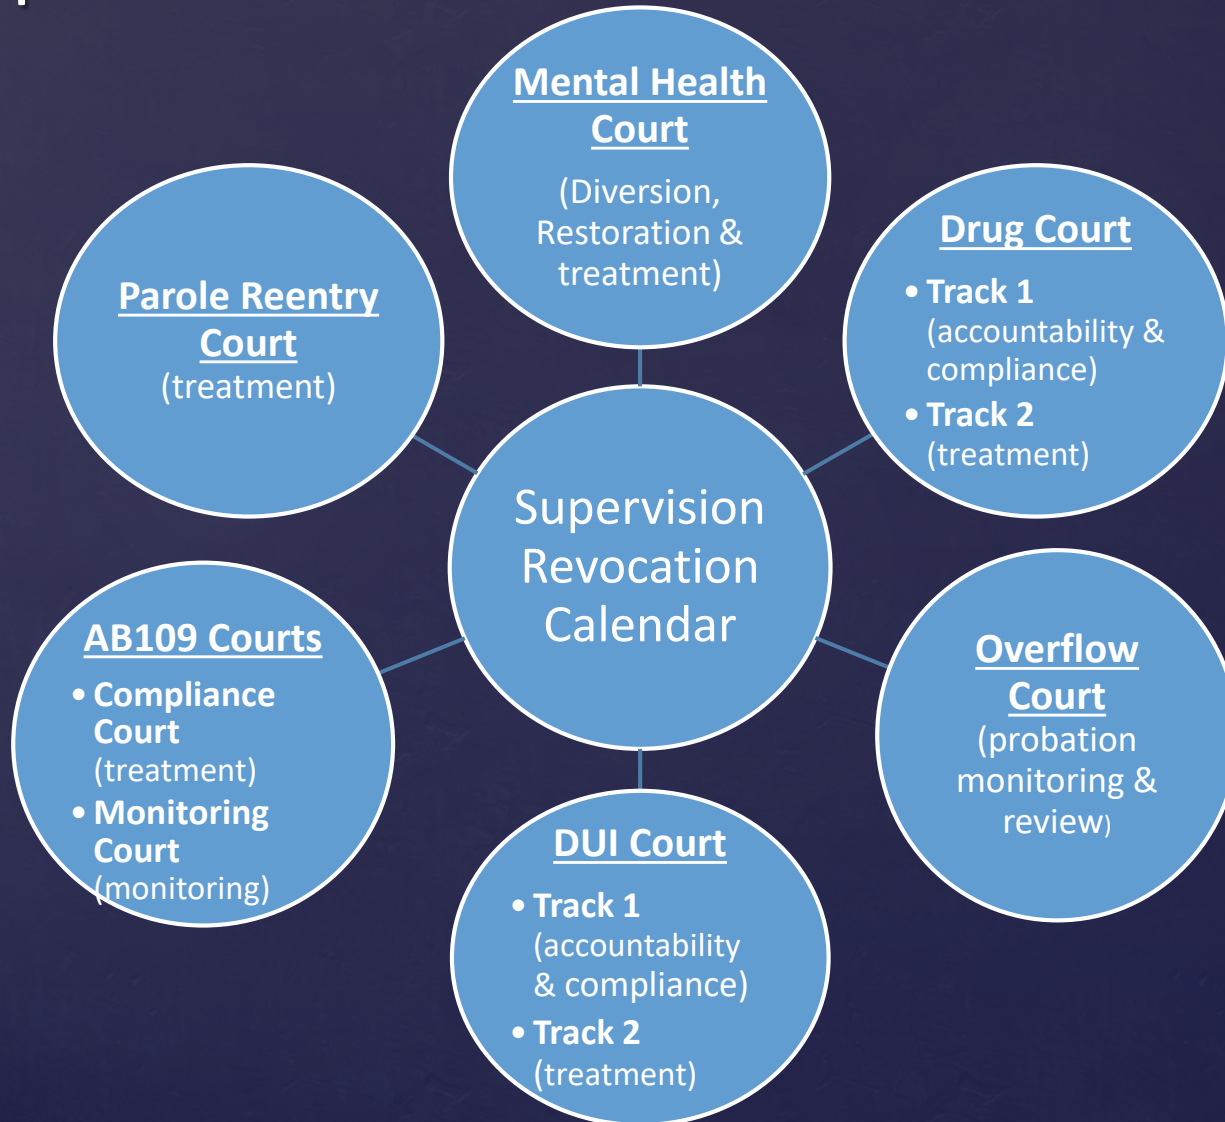 Mental Health
Court
(Diversion,
Restoration &
treatment)
Drug Court
• Track 1
(accountability &
compliance)
• Track 2
(treatment)
Overflow
Court
(probation
monitoring &
review)
DUI Court
• Track 1
(accountability
& compliance)
• Track 2
(treatment)
AB109 Courts
• Compliance
Court
(treatment)
• Monitoring
Court
(monitoring)
Parole Reentry
Court
(treatment)
Supervision
Revocation
Calendar